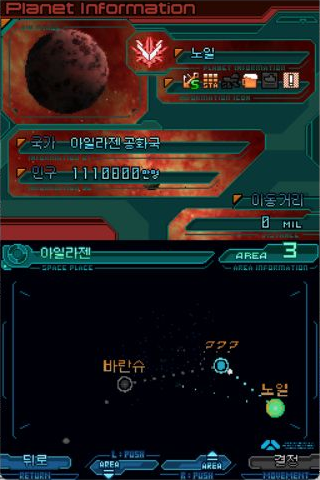 Planet Information
노일
PLANET INFORMATION
S
STA
INFORMATION ICON
국가 아일라젠 공화국
인구 1110000만명
이동거리
0 MIL
아일라젠
AREA 3
SPACE PLACE
AREA INFORMATION
???
바란슈
노일
뒤로
L : PUSH
AREA
AREA
결정
RETURN
R : PUSH
MOVEMENT